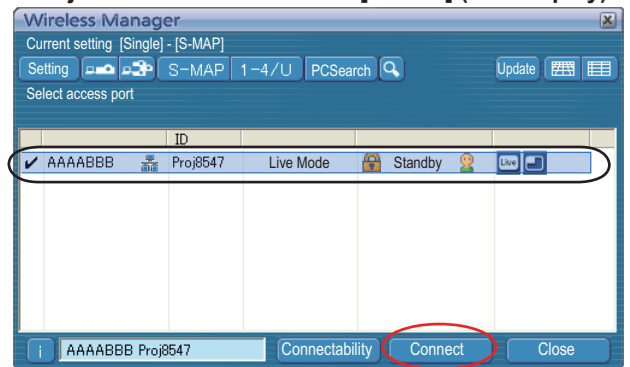 Wireless Manager
Current setting [Single] - [S-MAP]
Setting S-MAP 1-4/U PCSearch Update
Select access port
ID
AAAABBB Proj8547 Live Mode Standby Live
i AAAABBB Proj8547 Connectability Connect Close